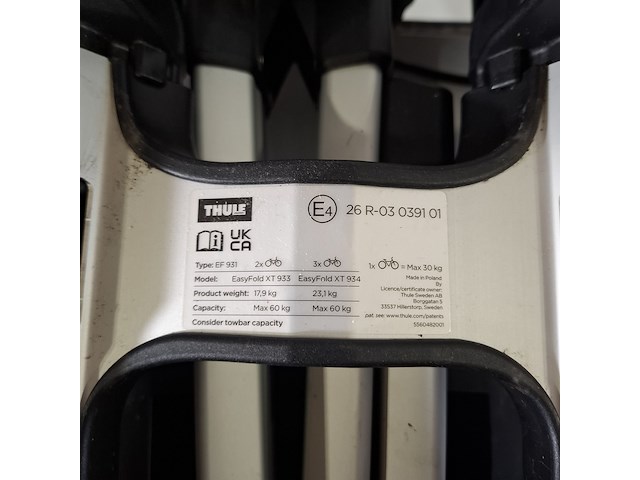 THULE
E4 26 R-03 0391 01
UK
CA
Type: EF 931 2x 3x 1x = Max 30 kg
Model: EasyFold XT 933 EasyFold XT 934
Product weight: 17,9 kg 23,1 kg
Capacity: Max 60 kg Max 60 kg
Consider towbar capacity
Made in Poland
By
Licence/certificate owner:
Thule Sweden AB
Borggatan 5
33537 Hillerstorp, Sweden
pat. see: www.thule.com/patents
5560482001